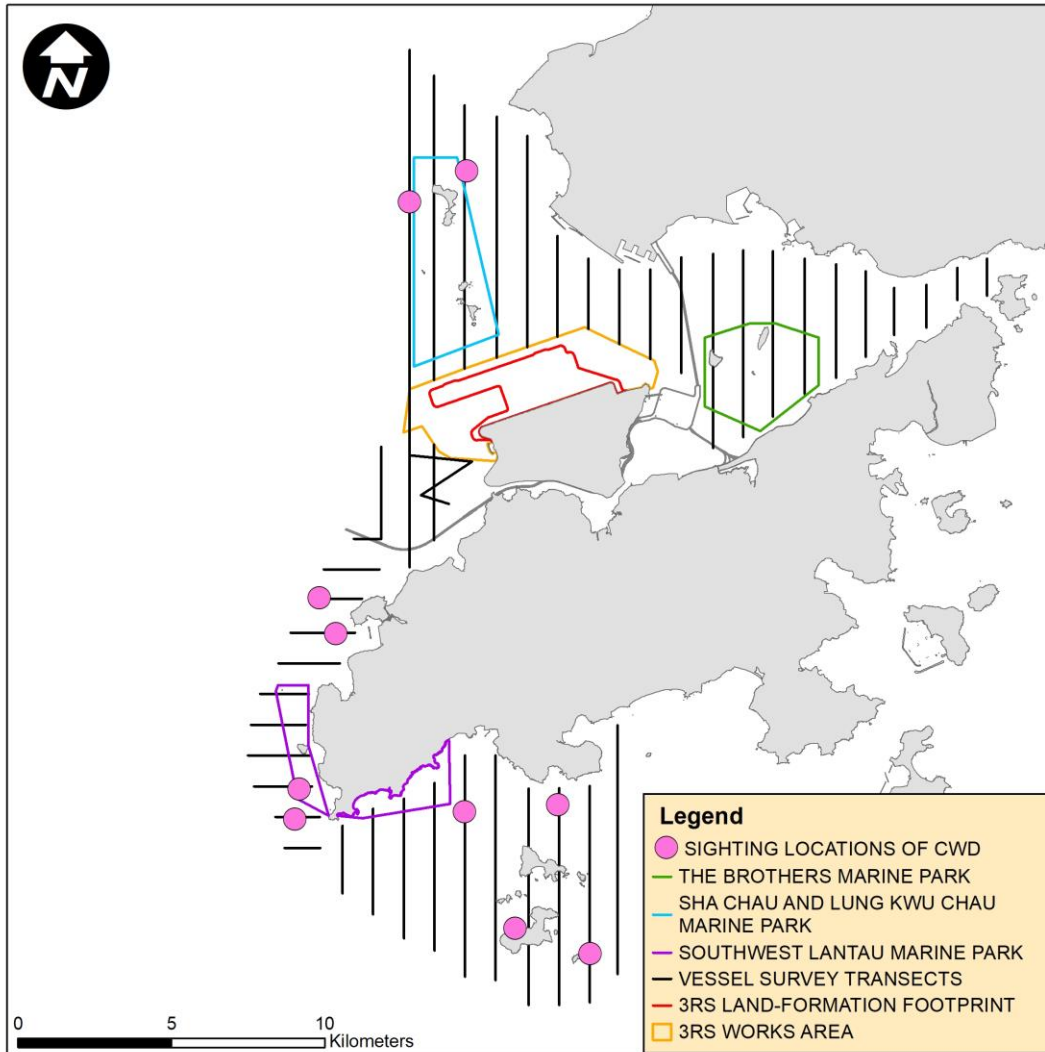 N
Legend
SIGHTING LOCATIONS OF CWD
THE BROTHERS MARINE PARK
SHA CHAU AND LUNG KWU CHAU
MARINE PARK
SOUTHWEST LANTAU MARINE PARK
VESSEL SURVEY TRANSECTS
3RS LAND-FORMATION FOOTPRINT
3RS WORKS AREA
0 5 10
Kilometers